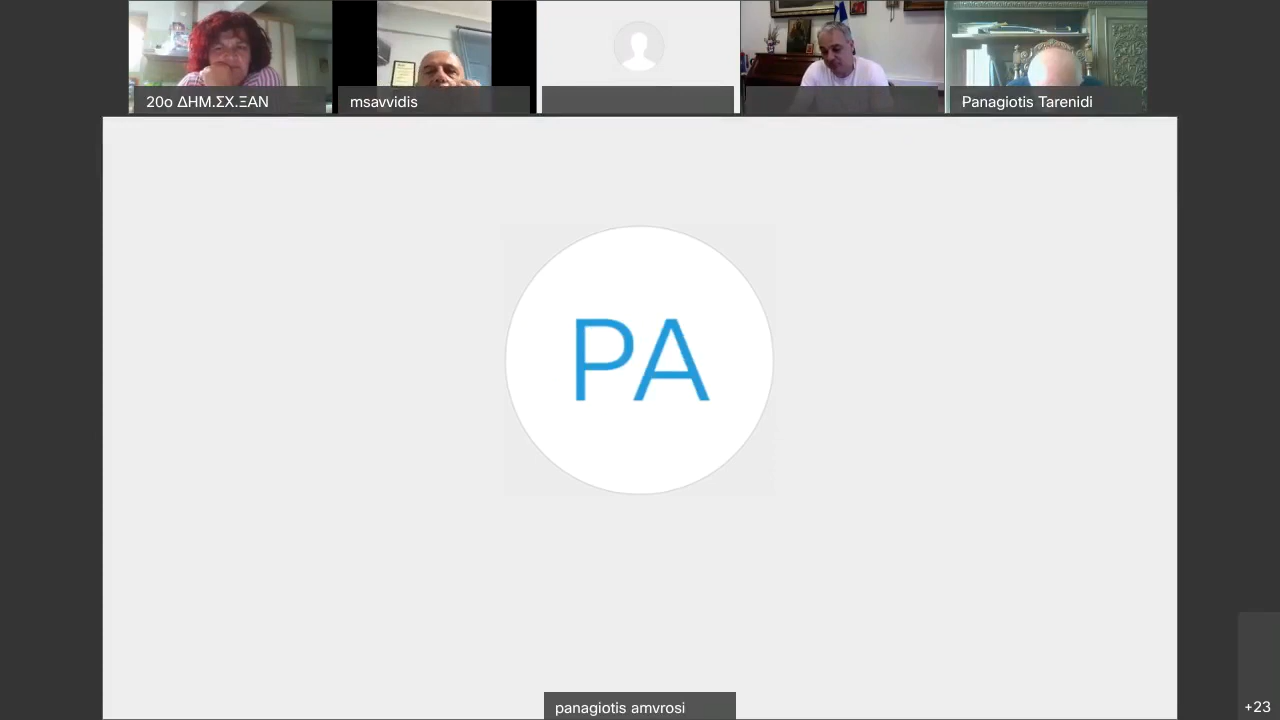 20ο ΔΗΜ.ΣΧ.ΞΑΝ
msavvidis
Panagiotis Tarenidi
PA
panagiotis amvrosi
+23